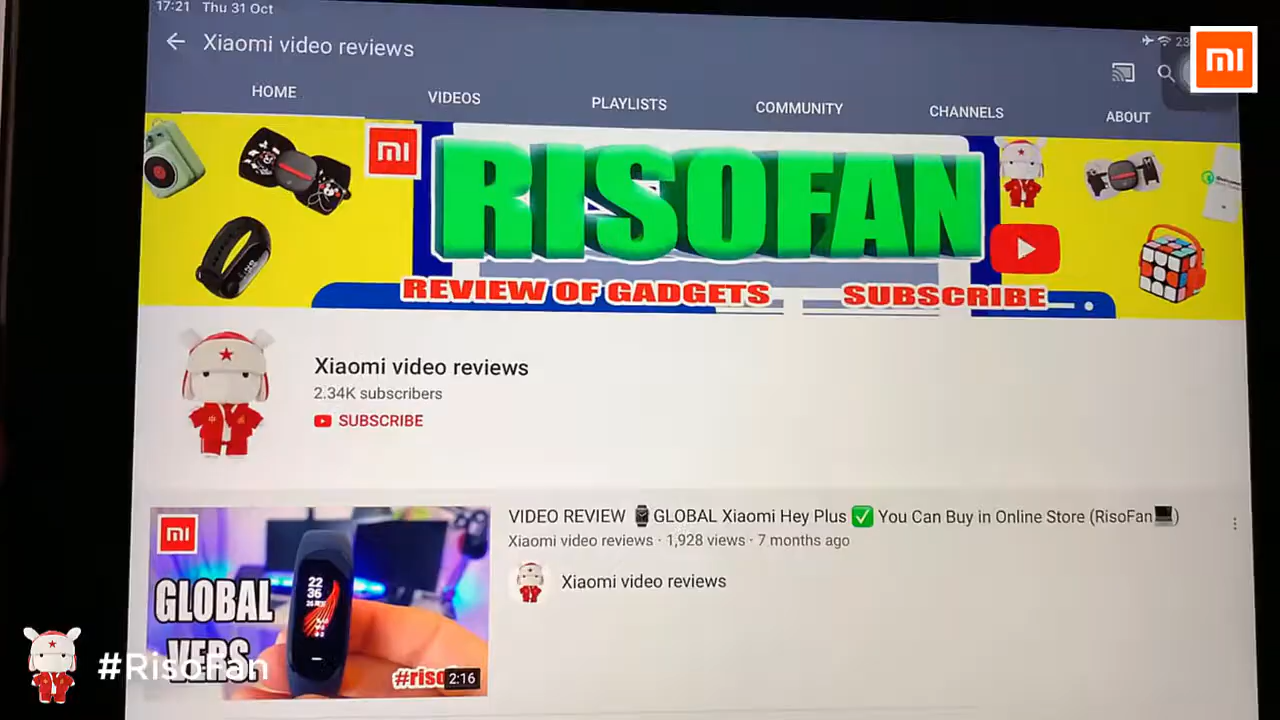 17:21 Thu 31 Oct
23
Xiaomi video reviews
HOME VIDEOS PLAYLISTS COMMUNITY CHANNELS ABOUT
RISOFAN
REVIEW OF GADGETS SUBSCRIBE
Xiaomi video reviews
2.34K subscribers
SUBSCRIBE
VIDEO REVIEW ⌚GLOBAL Xiaomi Hey Plus ✅ You Can Buy in Online Store (RisoFan💻)
Xiaomi video reviews · 1,928 views · 7 months ago
Xiaomi video reviews
22
36
GLOBAL
VERS.
#riso
2:16
#RisoFan